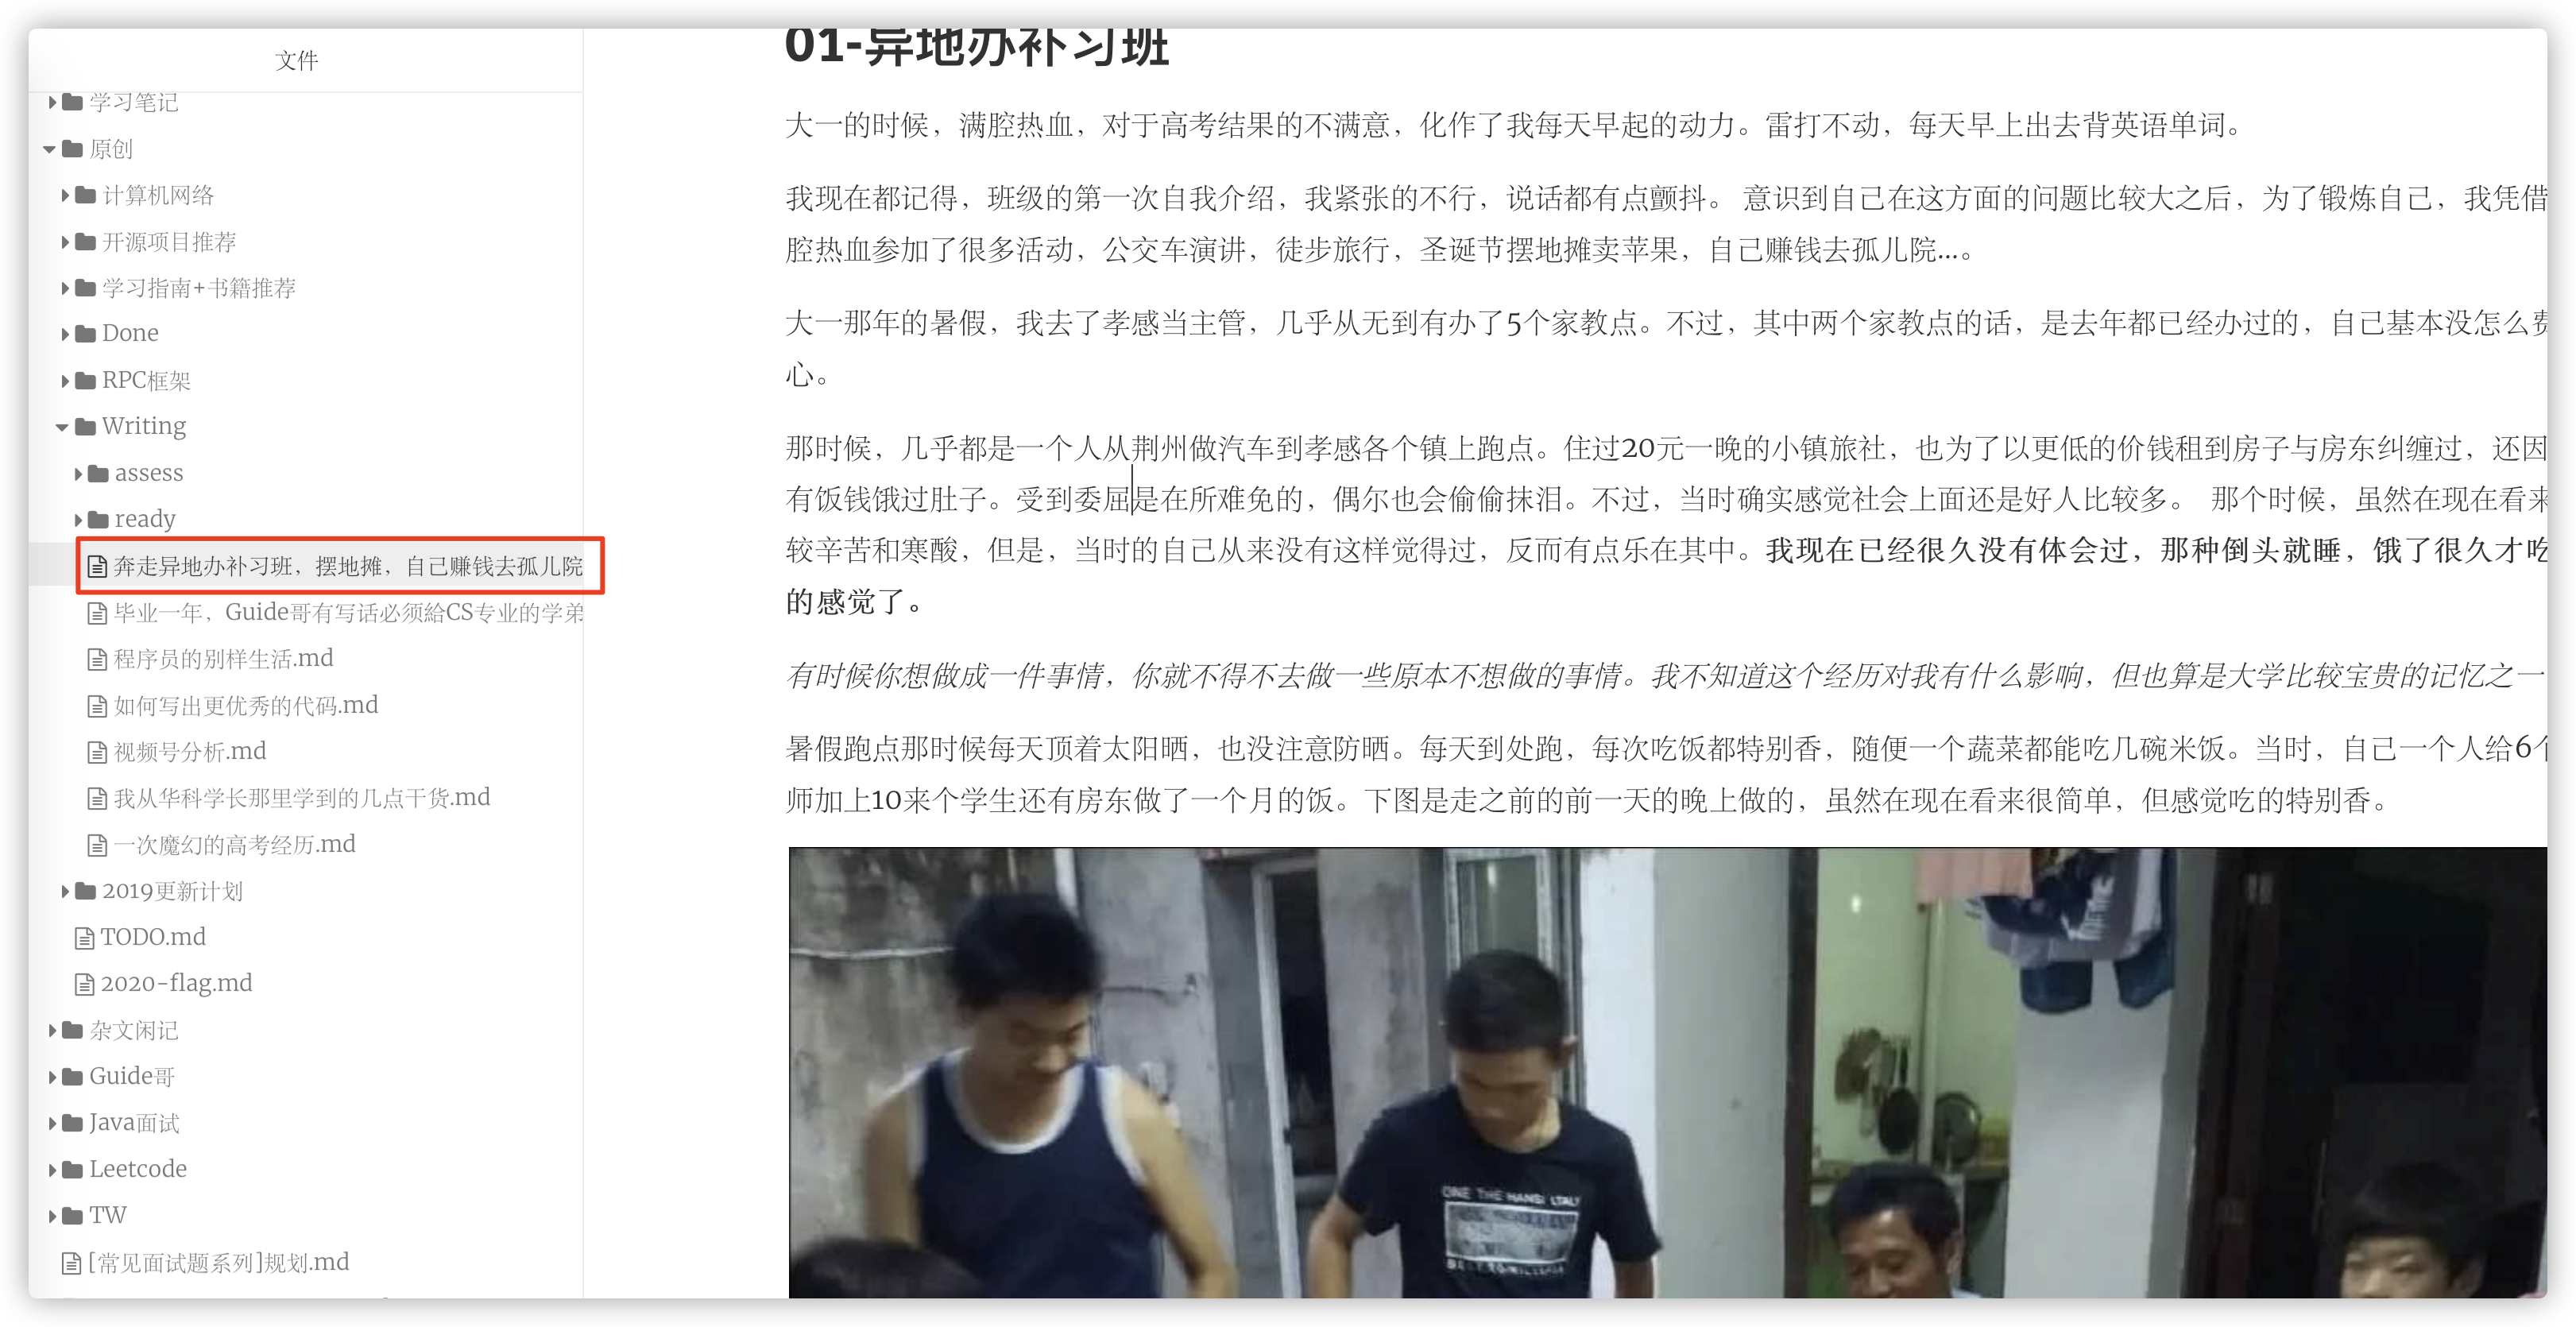 文件
学习笔记
原创
计算机网络
开源项目推荐
学习指南+书籍推荐
Done
RPC框架
Writing
assess
ready
奔走异地办补习班，摆地摊，自己赚钱去孤儿院
毕业一年，Guide哥有写话必须給CS专业的学弟
程序员的别样生活.md
如何写出更优秀的代码.md
视频号分析.md
我从华科学长那里学到的几点干货.md
一次魔幻的高考经历.md
2019更新计划
TODO.md
2020-flag.md
杂文闲记
Guide哥
Java面试
Leetcode
TW
[常见面试题系列]规划.md
01-异地办补习班
大一的时候，满腔热血，对于高考结果的不满意，化作了我每天早起的动力。雷打不动，每天早上出去背英语单词。
我现在都记得，班级的第一次自我介绍，我紧张的不行，说话都有点颤抖。 意识到自己在这方面的问题比较大之后，为了锻炼自己，我凭借
腔热血参加了很多活动，公交车演讲，徒步旅行，圣诞节摆地摊卖苹果，自己赚钱去孤儿院...。
大一那年的暑假，我去了孝感当主管，几乎从无到有办了5个家教点。不过，其中两个家教点的话，是去年都已经办过的，自己基本没怎么费
心。
那时候，几乎都是一个人从荆州做汽车到孝感各个镇上跑点。住过20元一晚的小镇旅社，也为了以更低的价钱租到房子与房东纠缠过，还因
有饭钱饿过肚子。受到委屈是在所难免的，偶尔也会偷偷抹泪。不过，当时确实感觉社会上面还是好人比较多。 那个时候，虽然在现在看来
较辛苦和寒酸，但是，当时的自己从来没有这样觉得过，反而有点乐在其中。我现在已经很久没有体会过，那种倒头就睡，饿了很久才吃
的感觉了。
有时候你想做成一件事情，你就不得不去做一些原本不想做的事情。我不知道这个经历对我有什么影响，但也算是大学比较宝贵的记忆之一
暑假跑点那时候每天顶着太阳晒，也没注意防晒。每天到处跑，每次吃饭都特别香，随便一个蔬菜都能吃几碗米饭。当时，自己一个人给6个
师加上10来个学生还有房东做了一个月的饭。下图是走之前的前一天的晚上做的，虽然在现在看来很简单，但感觉吃的特别香。
ONE THE HANSI LTALY